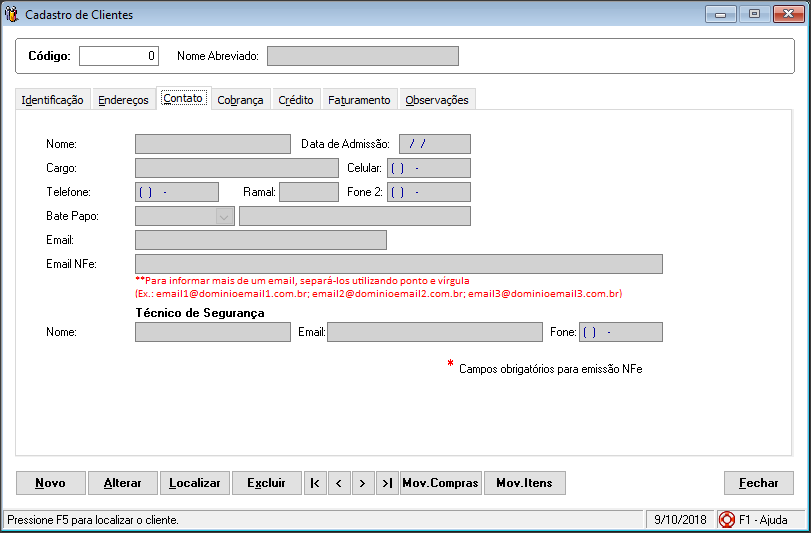 Cadastro de Clientes
Código: 0 Nome Abreviado:
Identificação Endereços Contato Cobrança Crédito Faturamento Observações
Nome: Data de Admissão: / /
Cargo: Celular: ( ) -
Telefone: ( ) - Ramal: Fone 2: ( ) -
Bate Papo:
Email:
Email NFe:
**Para informar mais de um email, separá-los utilizando ponto e vírgula
(Ex.: email1@dominioemail1.com.br; email2@dominioemail2.com.br; email3@dominioemail3.com.br)
Técnico de Segurança
Nome: Email: Fone: ( ) -
* Campos obrigatórios para emissão NFe
Novo Alterar Localizar Excluir |< < > >| Mov.Compras Mov.Itens Fechar
Pressione F5 para localizar o cliente. 9/10/2018 F1 - Ajuda